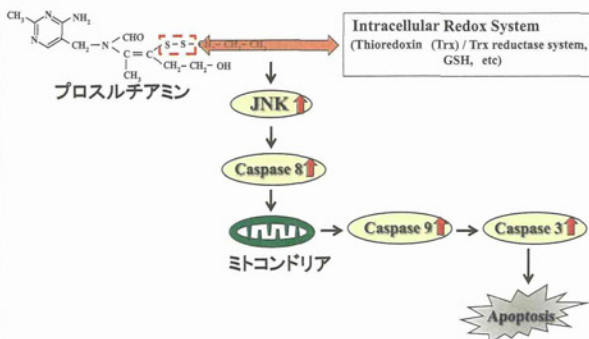 CH₃
N
NH₂
N
CHO
CH₂—N
C=C
CH₃
S-S-CH₂-CH₂-CH₃
CH₂—CH₂—OH
プロスルチアミン
Intracellular Redox System
(Thioredoxin (Trx) / Trx reductase system,
GSH, etc)
JNK
Caspase 8
ミトコンドリア
Caspase 9
Caspase 3
Apoptosis